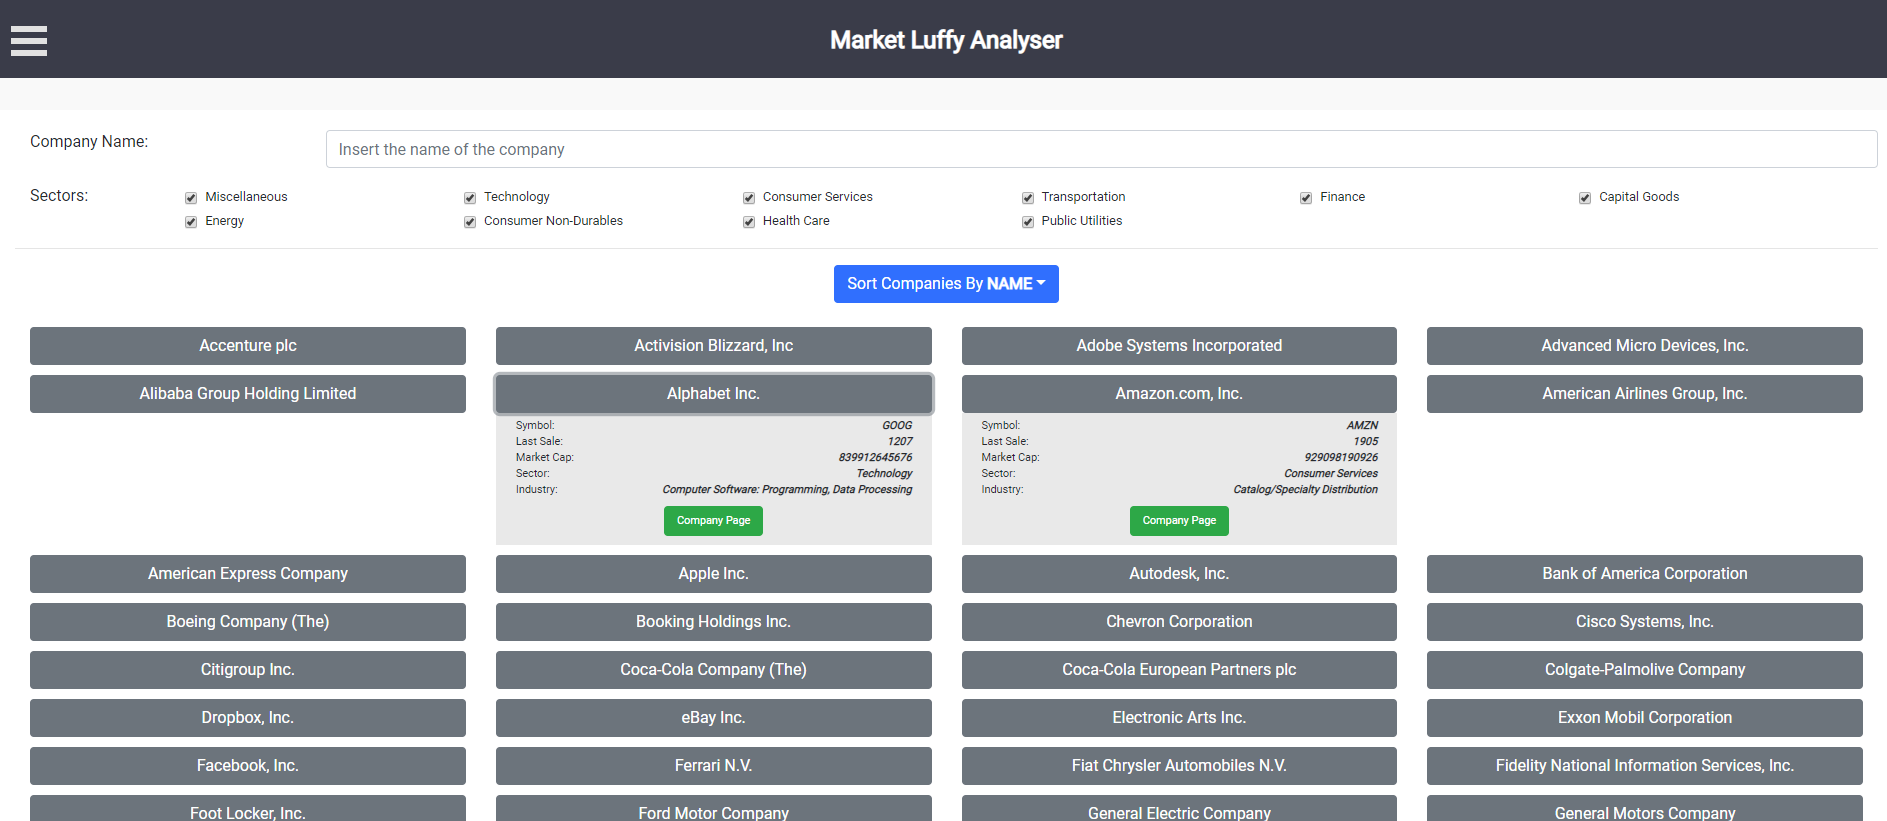 Market Luffy Analyser
Company Name:
Insert the name of the company
Sectors:
Miscellaneous
Technology
Consumer Services
Transportation
Finance
Capital Goods
Energy
Consumer Non-Durables
Health Care
Public Utilities
Sort Companies By NAME
Accenture plc
Activision Blizzard, Inc
Adobe Systems Incorporated
Advanced Micro Devices, Inc.
Alibaba Group Holding Limited
Alphabet Inc.
Amazon.com, Inc.
American Airlines Group, Inc.
Symbol: GOOG
Last Sale: 1207
Market Cap: 839912645676
Sector: Technology
Industry: Computer Software: Programming, Data Processing
Company Page
Symbol: AMZN
Last Sale: 1905
Market Cap: 929098190926
Sector: Consumer Services
Industry: Catalog/Specialty Distribution
Company Page
American Express Company
Apple Inc.
Autodesk, Inc.
Bank of America Corporation
Boeing Company (The)
Booking Holdings Inc.
Chevron Corporation
Cisco Systems, Inc.
Citigroup Inc.
Coca-Cola Company (The)
Coca-Cola European Partners plc
Colgate-Palmolive Company
Dropbox, Inc.
eBay Inc.
Electronic Arts Inc.
Exxon Mobil Corporation
Facebook, Inc.
Ferrari N.V.
Fiat Chrysler Automobiles N.V.
Fidelity National Information Services, Inc.
Foot Locker, Inc.
Ford Motor Company
General Electric Company
General Motors Company